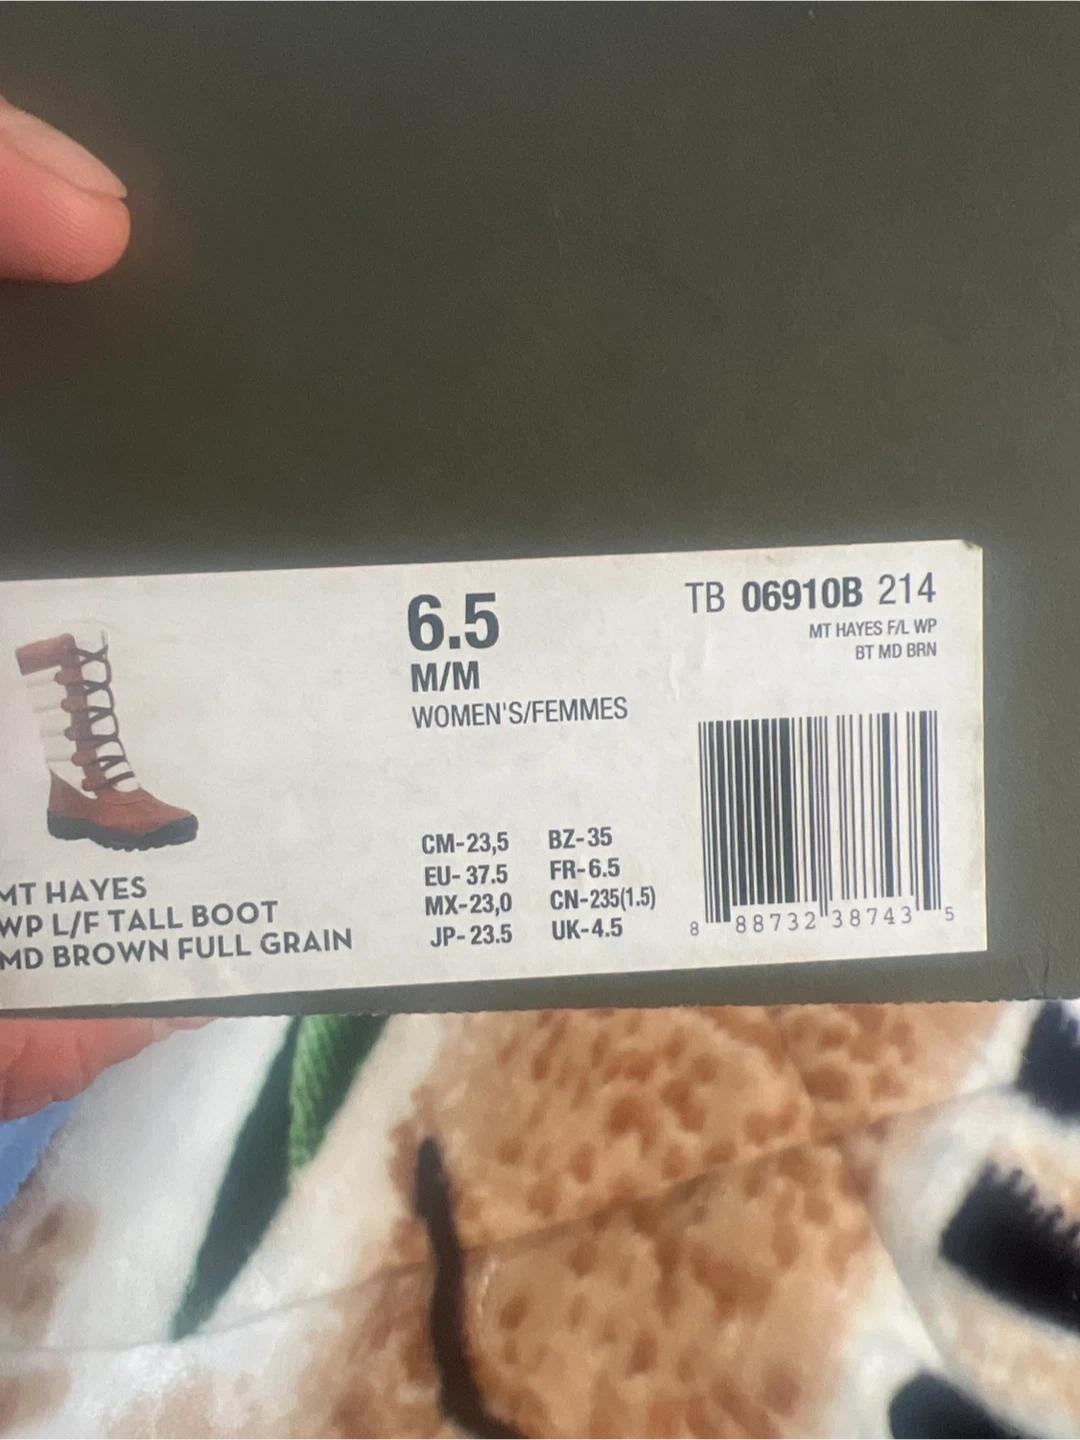 6.5
M/M
WOMEN'S/FEMMES
TB 06910B 214
MT HAYES F/L WP
BT MD BRN
CM-23,5 BZ-35
EU- 37.5 FR-6.5
MX-23,0 CN-235(1.5)
JP- 23.5 UK-4.5
8 88732 38743 5
MT HAYES
WP L/F TALL BOOT
MD BROWN FULL GRAIN